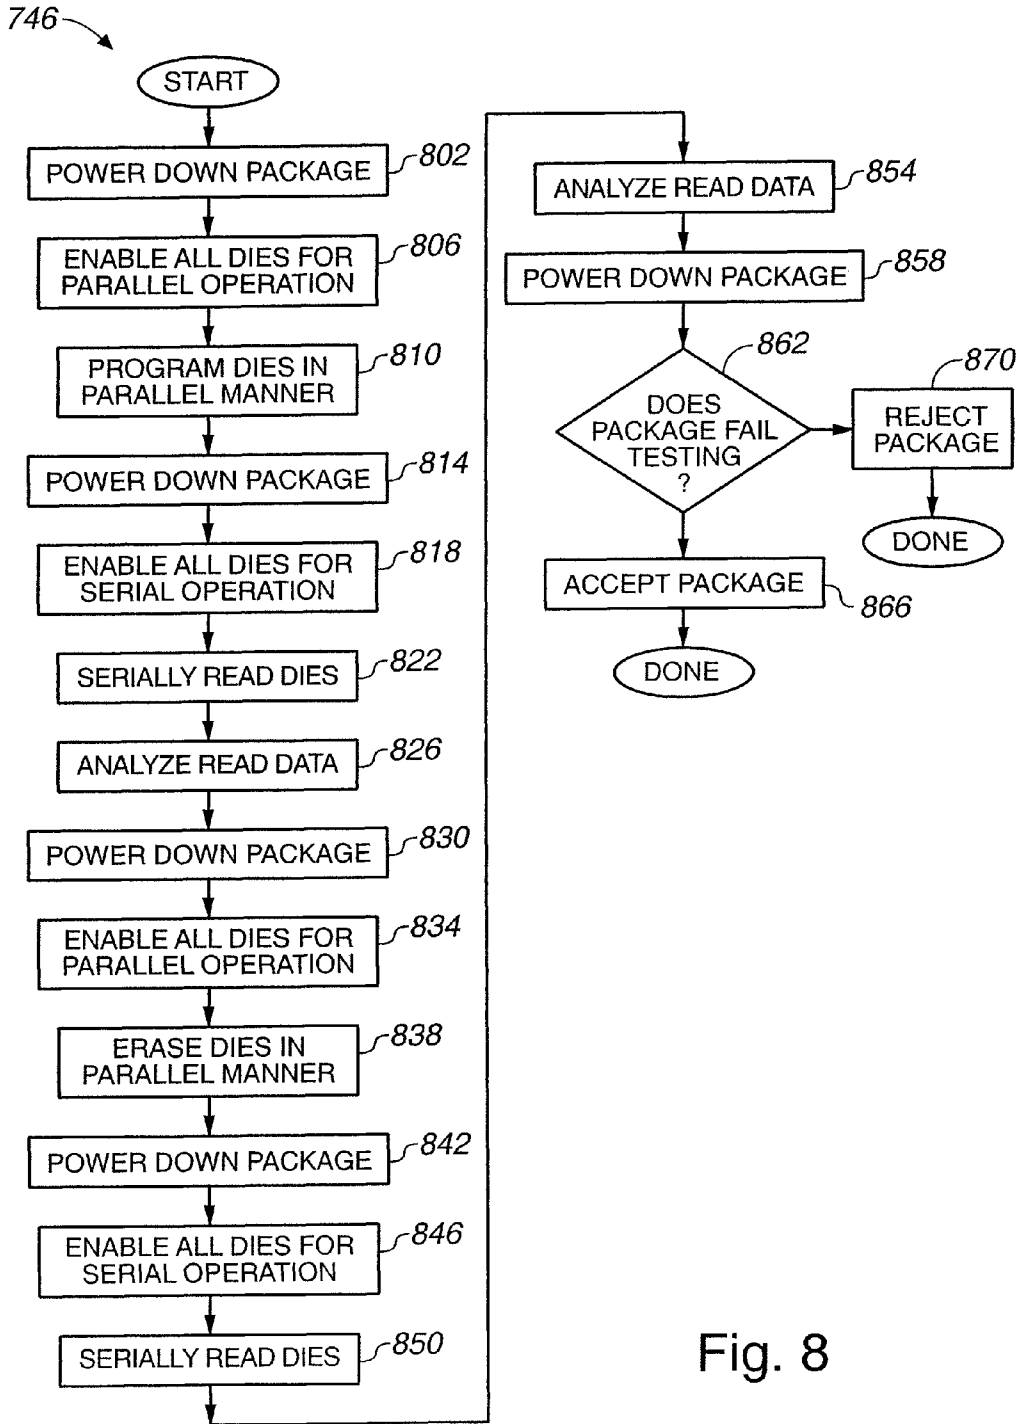 746
START
POWER DOWN PACKAGE
802
ENABLE ALL DIES FOR
PARALLEL OPERATION
806
PROGRAM DIES IN
PARALLEL MANNER
810
POWER DOWN PACKAGE
814
ENABLE ALL DIES FOR
SERIAL OPERATION
818
SERIALLY READ DIES
822
ANALYZE READ DATA
826
POWER DOWN PACKAGE
830
ENABLE ALL DIES FOR
PARALLEL OPERATION
834
ERASE DIES IN
PARALLEL MANNER
838
POWER DOWN PACKAGE
842
ENABLE ALL DIES FOR
SERIAL OPERATION
846
SERIALLY READ DIES
850
ANALYZE READ DATA
854
POWER DOWN PACKAGE
858
DOES
PACKAGE FAIL
TESTING
?
862
REJECT
PACKAGE
870
DONE
ACCEPT PACKAGE
866
DONE
Fig. 8